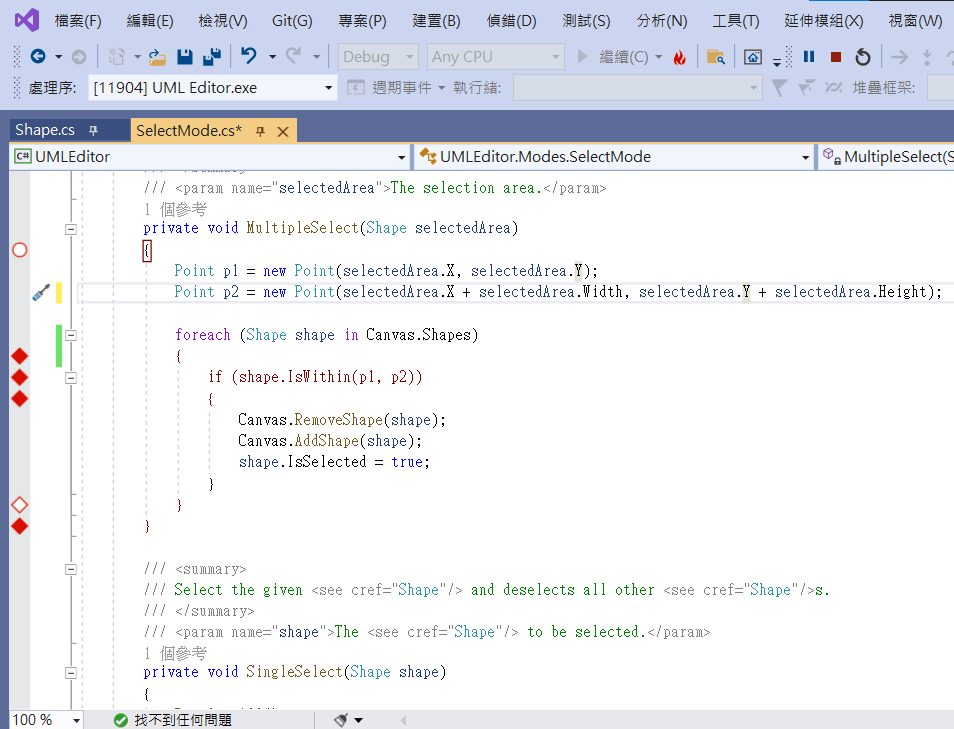 檔案(F) 編輯(E) 檢視(V) Git(G) 專案(P) 建置(B) 偵錯(D) 測試(S) 分析(N) 工具(T) 延伸模組(X) 視窗(W)
Debug Any CPU 繼續(C)
處理序: [11904] UML Editor.exe 週期事件 執行緒: 堆疊框架:
Shape.cs SelectMode.cs*
C# UMLEditor UMLEditor.Modes.SelectMode MultipleSelect(S
/// <param name="selectedArea">The selection area.</param>
1 個參考
private void MultipleSelect(Shape selectedArea)
{
Point p1 = new Point(selectedArea.X, selectedArea.Y);
Point p2 = new Point(selectedArea.X + selectedArea.Width, selectedArea.Y + selectedArea.Height);
foreach (Shape shape in Canvas.Shapes)
{
if (shape.IsWithin(p1, p2))
{
Canvas.RemoveShape(shape);
Canvas.AddShape(shape);
shape.IsSelected = true;
}
}
}
/// <summary>
/// Select the given <see cref="Shape"/> and deselects all other <see cref="Shape"/>s.
/// </summary>
/// <param name="shape">The <see cref="Shape"/> to be selected.</param>
1 個參考
private void SingleSelect(Shape shape)
{
100 % 找不到任何問題